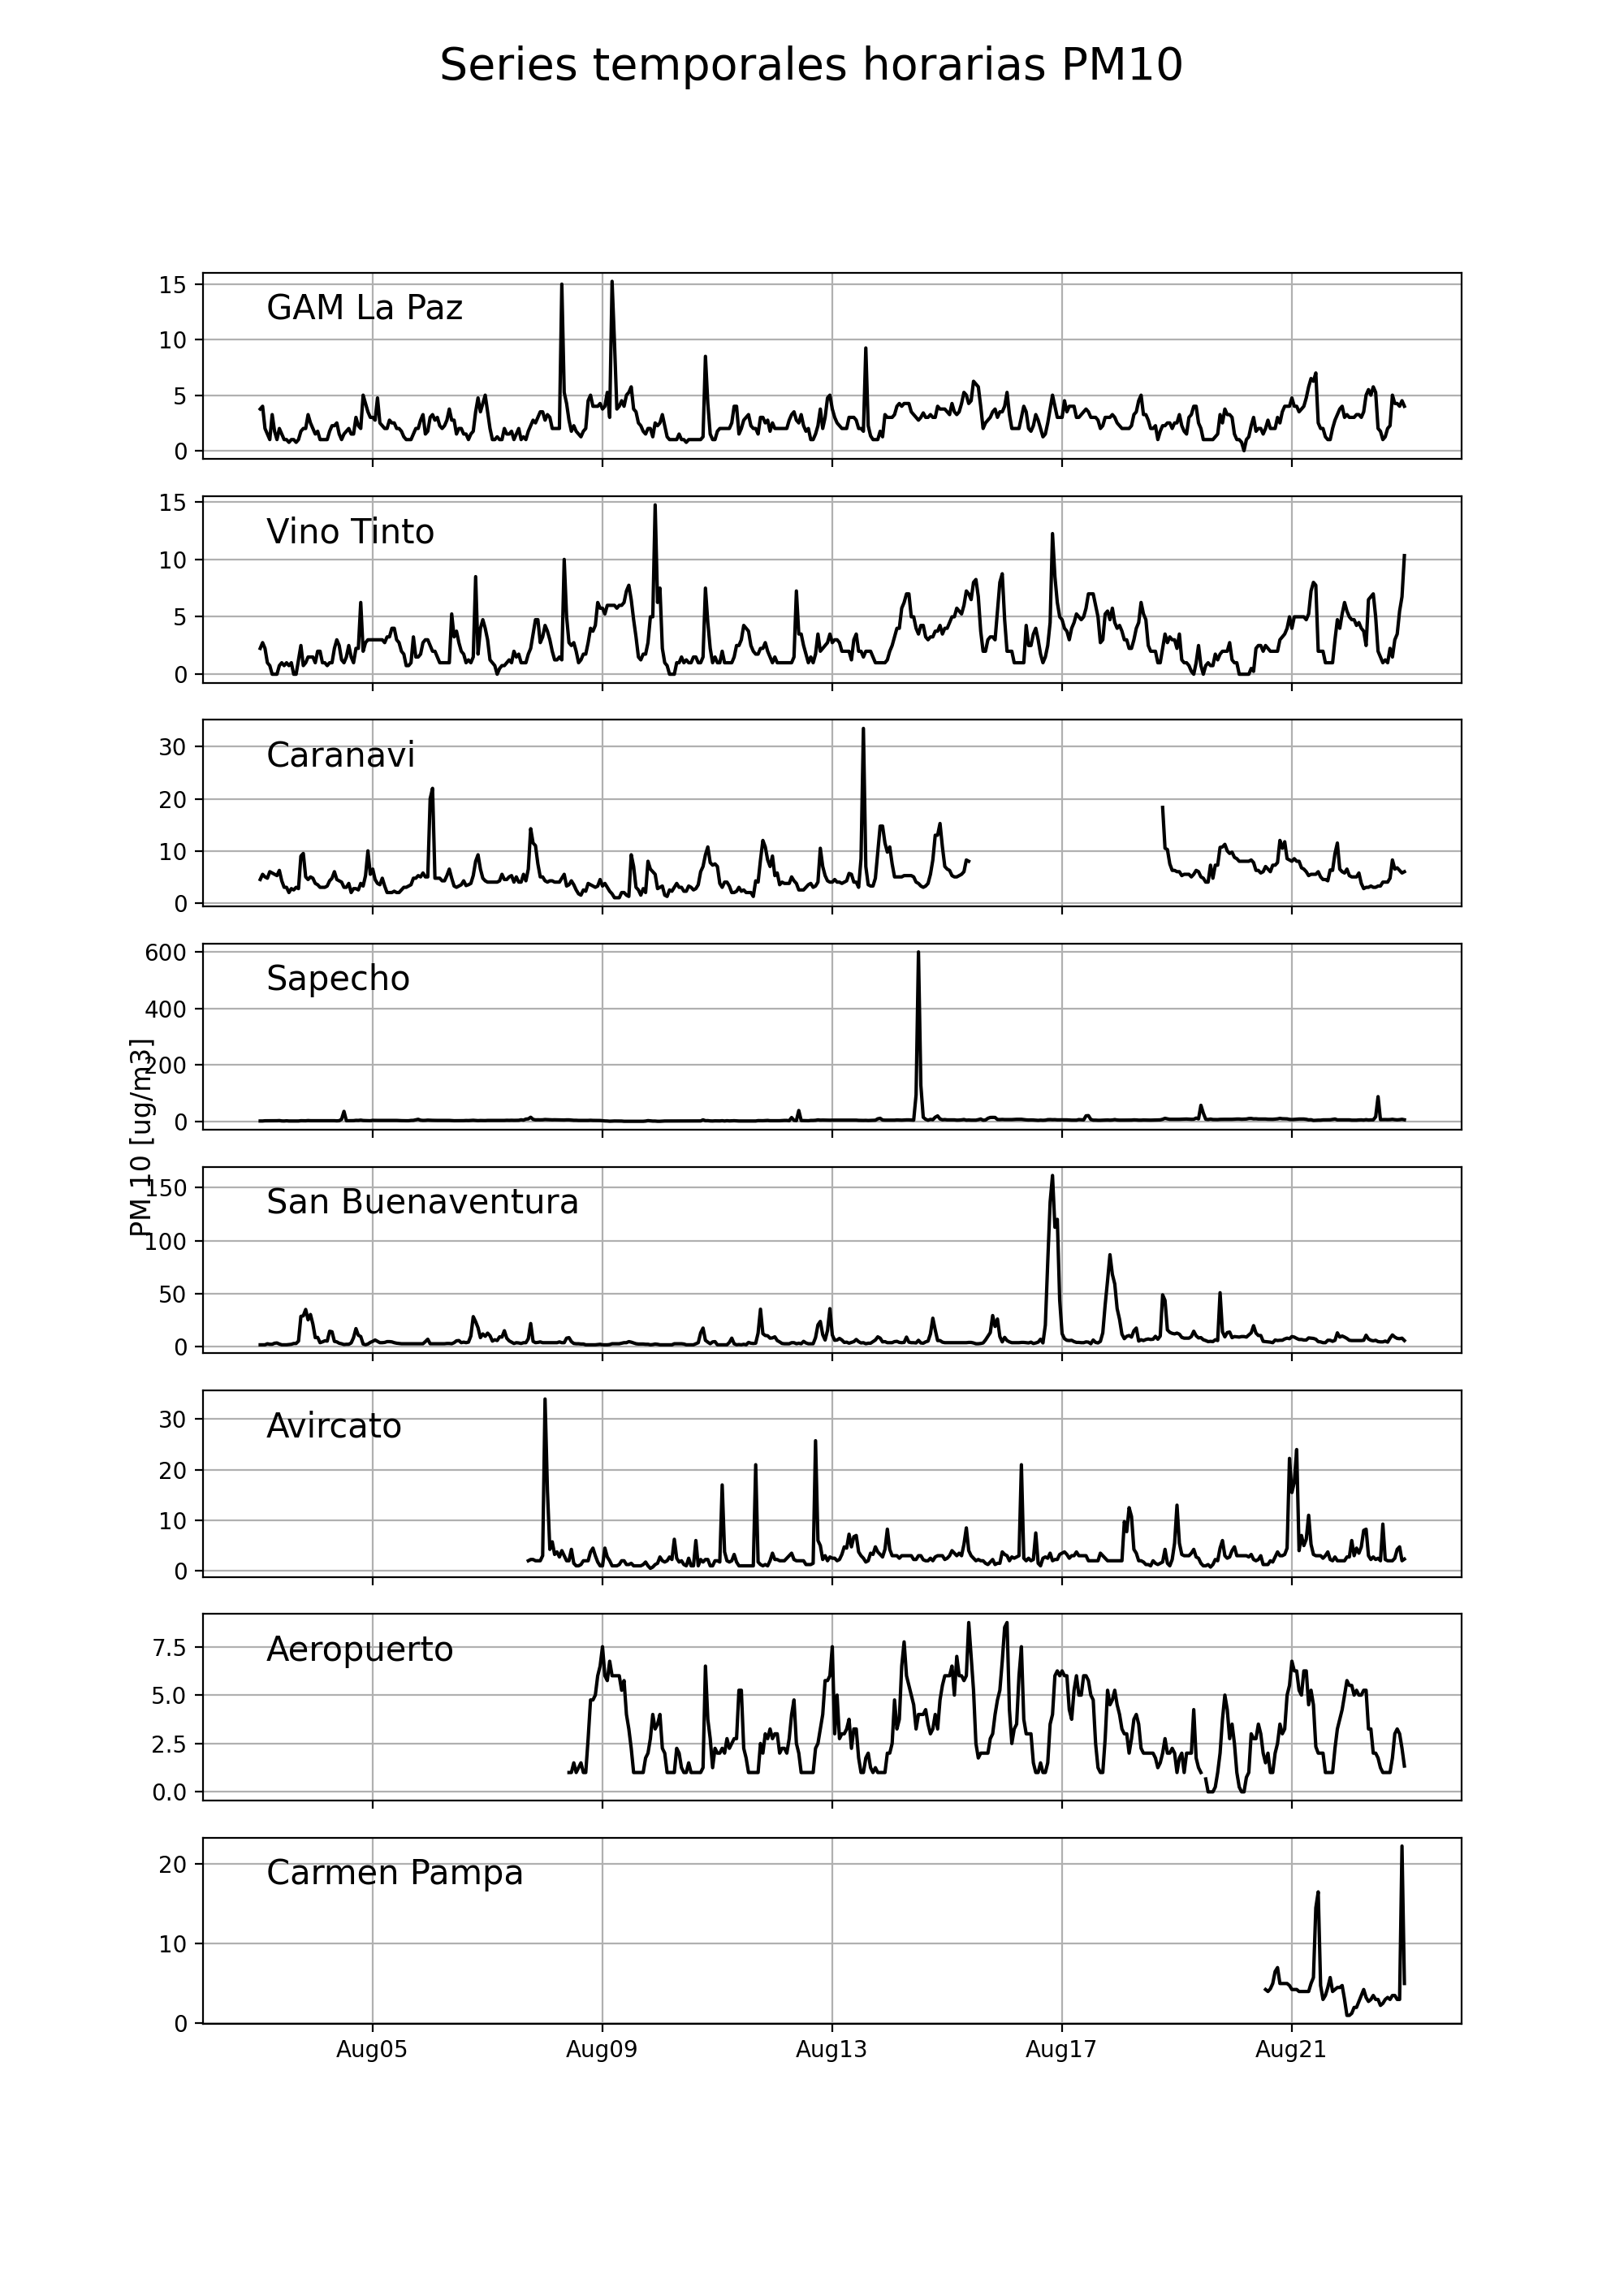 Series temporales horarias PM10
15
10
5
0
GAM La Paz
15
10
5
0
Vino Tinto
30
20
10
0
Caranavi
600
400
200
0
Sapecho
PM 10 [ug/m3]
150
100
50
0
San Buenaventura
30
20
10
0
Avircato
7.5
5.0
2.5
0.0
Aeropuerto
20
10
0
Carmen Pampa
Aug05 Aug09 Aug13 Aug17 Aug21